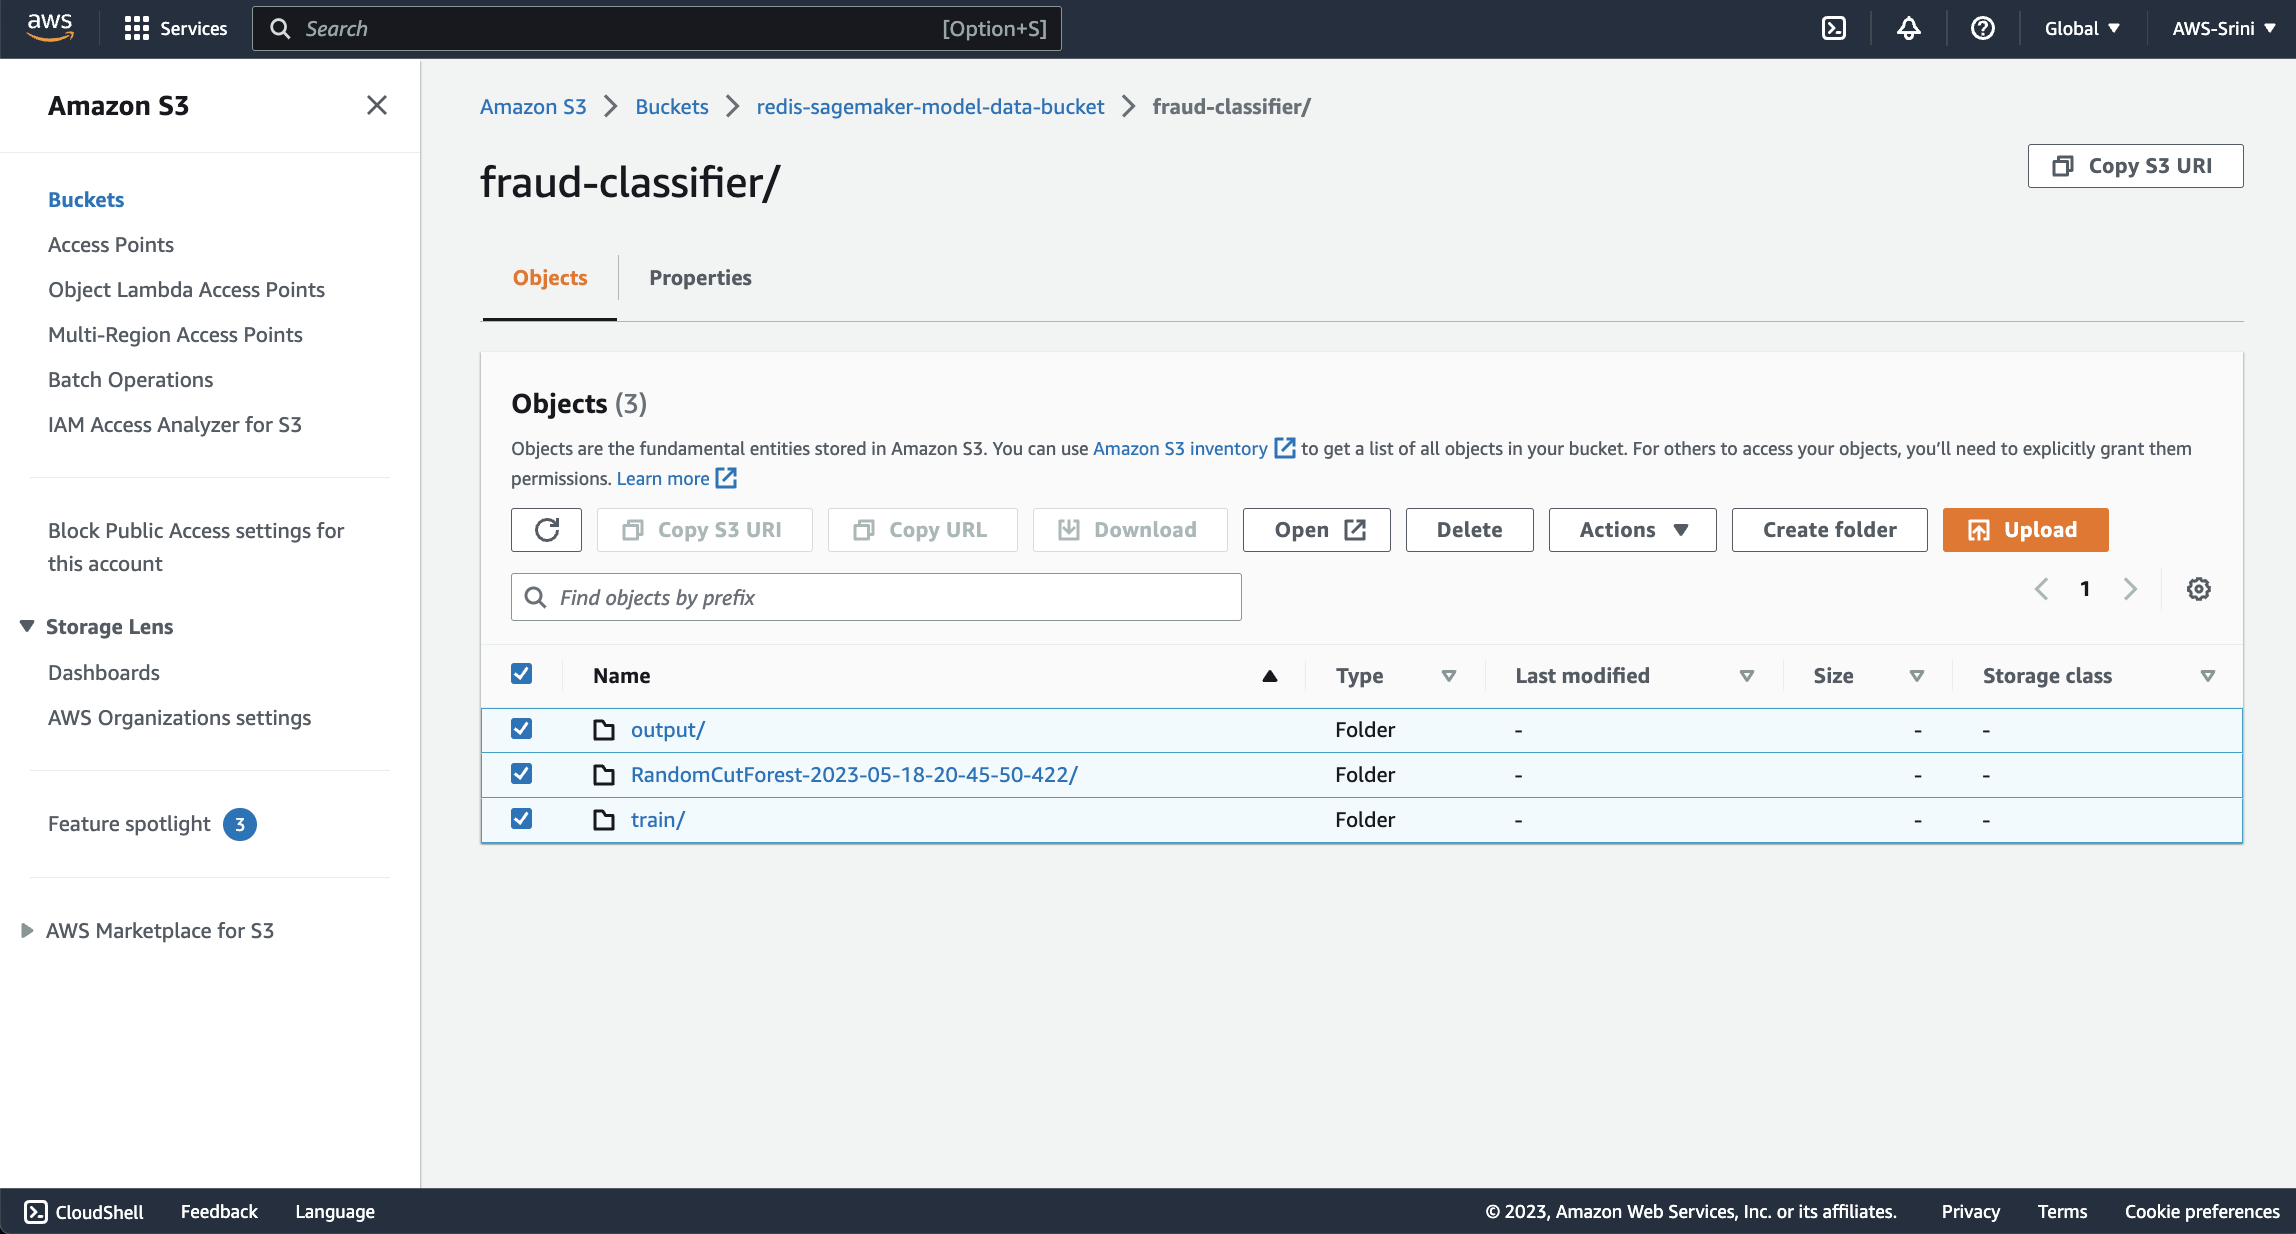 aws
Services
Search
[Option+S]
Global
AWS-Srini
Amazon S3
Buckets
Access Points
Object Lambda Access Points
Multi-Region Access Points
Batch Operations
IAM Access Analyzer for S3
Block Public Access settings for
this account
Storage Lens
Dashboards
AWS Organizations settings
Feature spotlight 3
AWS Marketplace for S3
Amazon S3 > Buckets > redis-sagemaker-model-data-bucket > fraud-classifier/
fraud-classifier/
Copy S3 URI
Objects
Properties
Objects (3)
Objects are the fundamental entities stored in Amazon S3. You can use Amazon S3 inventory to get a list of all objects in your bucket. For others to access your objects, you’ll need to explicitly grant them
permissions. Learn more
Copy S3 URI
Copy URL
Download
Open
Delete
Actions
Create folder
Upload
Find objects by prefix
1
Name Type Last modified Size Storage class
output/ Folder - - -
RandomCutForest-2023-05-18-20-45-50-422/ Folder - - -
train/ Folder - - -
CloudShell
Feedback
Language
© 2023, Amazon Web Services, Inc. or its affiliates.
Privacy
Terms
Cookie preferences